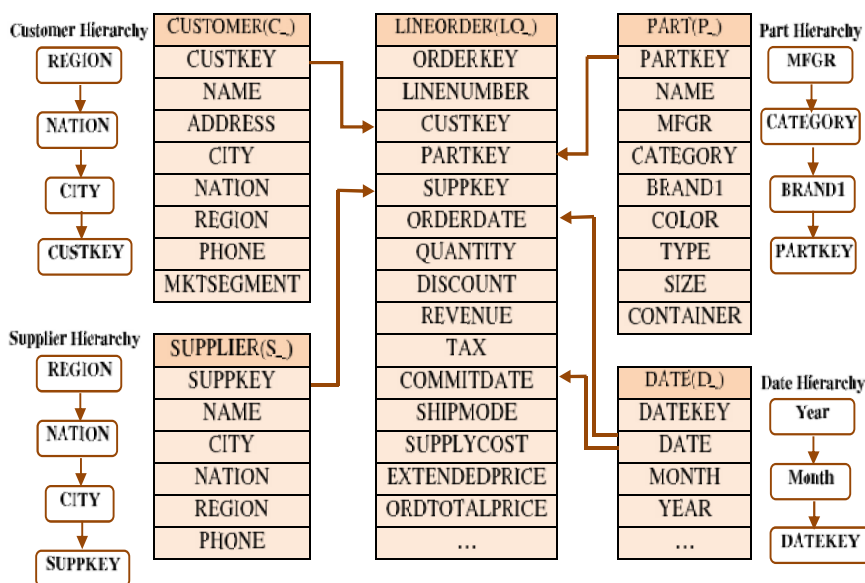 Customer Hierarchy
REGION
NATION
CITY
CUSTKEY
CUSTOMER(C_)
CUSTKEY
NAME
ADDRESS
CITY
NATION
REGION
PHONE
MKTSEGMENT
Supplier Hierarchy
REGION
NATION
CITY
SUPPKEY
SUPPLIER(S_)
SUPPKEY
NAME
CITY
NATION
REGION
PHONE
LINEORDER(LO_)
ORDERKEY
LINENUMBER
CUSTKEY
PARTKEY
SUPPKEY
ORDERDATE
QUANTITY
DISCOUNT
REVENUE
TAX
COMMITDATE
SHIPMODE
SUPPLYCOST
EXTENDEDPRICE
ORDTOTALPRICE
...
PART(P_)
PARTKEY
NAME
MFGR
CATEGORY
BRAND1
COLOR
TYPE
SIZE
CONTAINER
Part Hierarchy
MFGR
CATEGORY
BRAND1
PARTKEY
DATE(D_)
DATEKEY
DATE
MONTH
YEAR
...
Date Hierarchy
Year
Month
DATEKEY